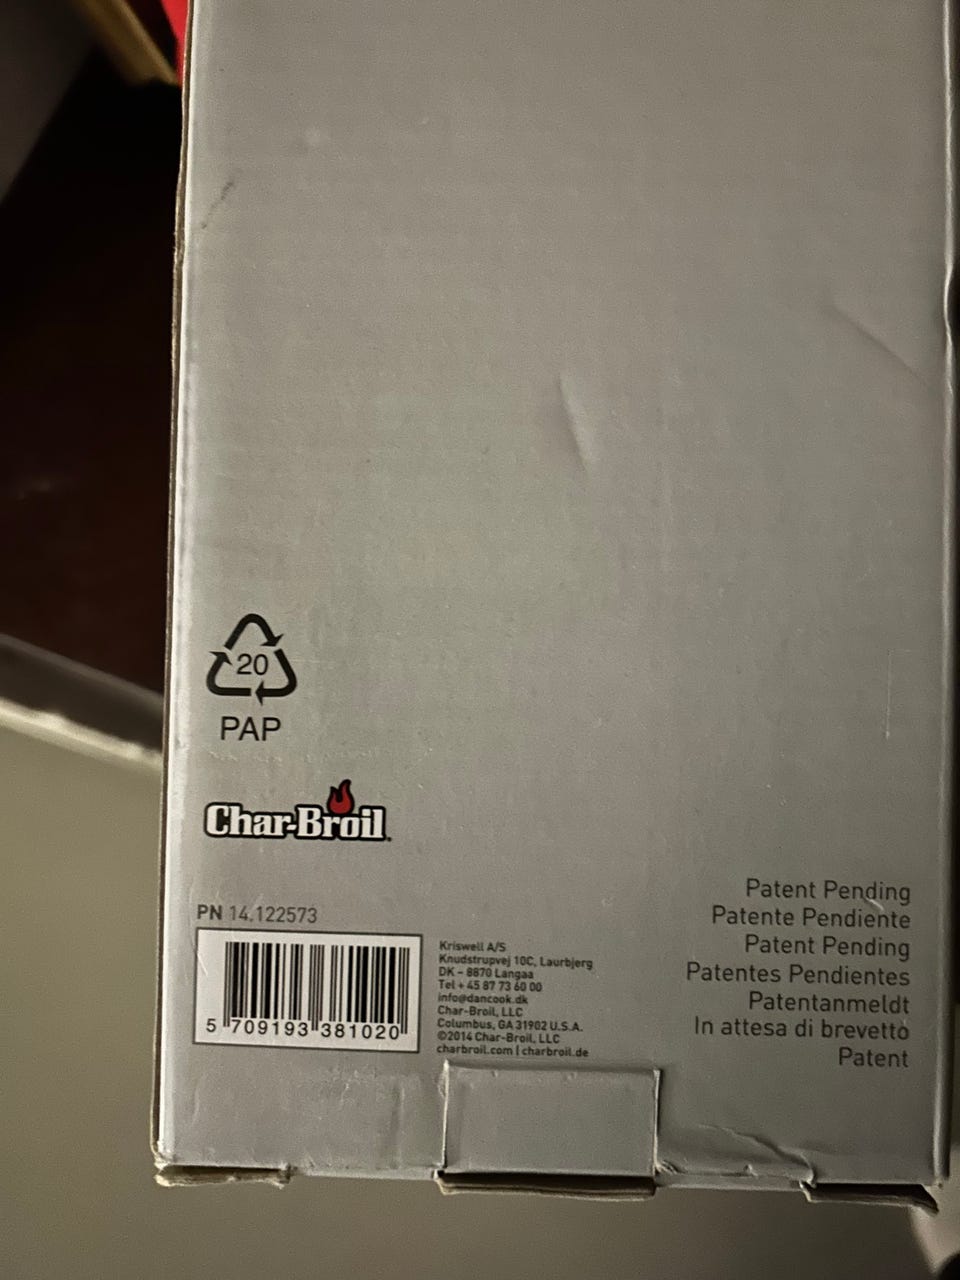 20
PAP
Char-Broil
PN 14.122573
5 709193 381020
Kriswell A/S
Knudstrupvej 10C, Laurbjerg
DK - 8870 Langaa
Tel + 45 87 73 60 00
info@dancook.dk
Char-Broil, LLC
Columbus, GA 31902 U.S.A.
©2014 Char-Broil, LLC
charbroil.com | charbroil.de
Patent Pending
Patente Pendiente
Patent Pending
Patentes Pendientes
Patentanmeldt
In attesa di brevetto
Patent